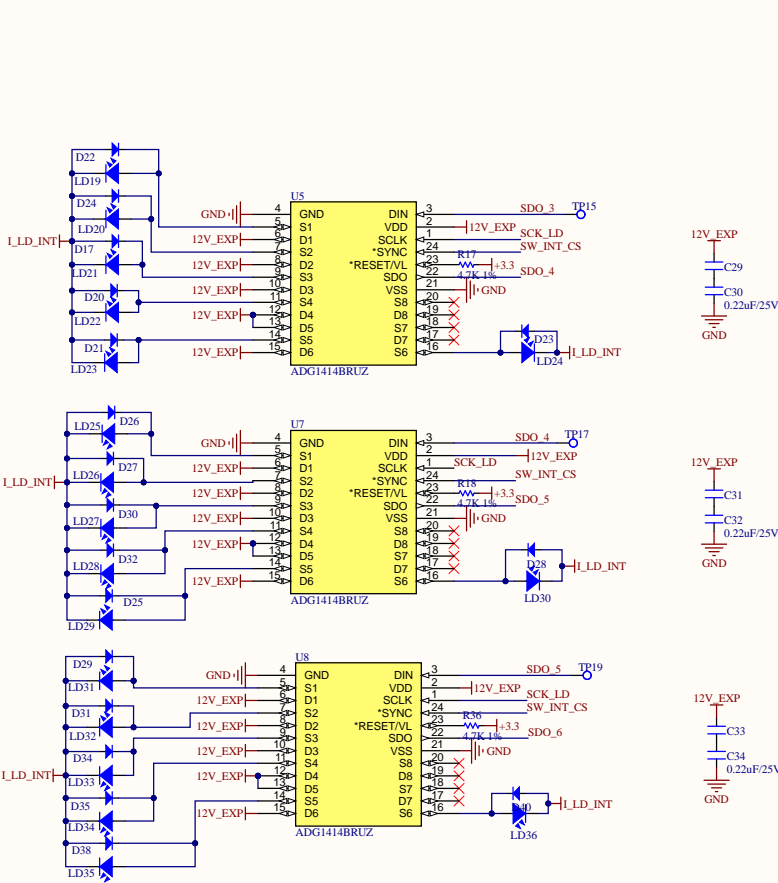 D22
LD19
D24
LD20
I_LD_INT
D17
LD21
D20
LD22
D21
LD23
U5
GND
12V_EXP
12V_EXP
12V_EXP
12V_EXP
12V_EXP
4 GND DIN 3
5 S1 VDD 2
6 D1 SCLK 1
7 S2 *SYNC 24
8 D2 *RESET/VL 23
9 S3 SDO 22
10 D3 VSS 21
11 S4 S8 20
12 D4 D8 19
13 D5 S7 18
14 S5 D7 17
15 D6 S6 16
ADG1414BRUZ
SDO_3 TP15
12V_EXP
SCK_LD
SW_INT_CS
R17 +3.3
4.7K 1% SDO_4
GND
D23
LD24 I_LD_INT
12V_EXP
C29
C30
0.22uF/25V
GND
LD25 D26
D27
I_LD_INT LD26
D30
LD27
D32
LD28
D25
LD29
U7
GND
12V_EXP
12V_EXP
12V_EXP
12V_EXP
12V_EXP
4 GND DIN 3
5 S1 VDD 2
6 D1 SCLK 1
7 S2 *SYNC 24
8 D2 *RESET/VL 23
9 S3 SDO 22
10 D3 VSS 21
11 S4 S8 20
12 D4 D8 19
13 D5 S7 18
14 S5 D7 17
15 D6 S6 16
ADG1414BRUZ
SDO_4 TP17
12V_EXP
SCK_LD
SW_INT_CS
R18 +3.3
4.7K 1% SDO_5
GND
D28
LD30 I_LD_INT
12V_EXP
C31
C32
0.22uF/25V
GND
D29
LD31
D31
LD32
D34
I_LD_INT LD33
D35
LD34
D38
LD35
U8
GND
12V_EXP
12V_EXP
12V_EXP
12V_EXP
12V_EXP
4 GND DIN 3
5 S1 VDD 2
6 D1 SCLK 1
7 S2 *SYNC 24
8 D2 *RESET/VL 23
9 S3 SDO 22
10 D3 VSS 21
11 S4 S8 20
12 D4 D8 19
13 D5 S7 18
14 S5 D7 17
15 D6 S6 16
ADG1414BRUZ
SDO_5 TP19
12V_EXP
SCK_LD
SW_INT_CS
R36 +3.3
4.7K 1% SDO_6
GND
D40 I_LD_INT
LD36
12V_EXP
C33
C34
0.22uF/25V
GND